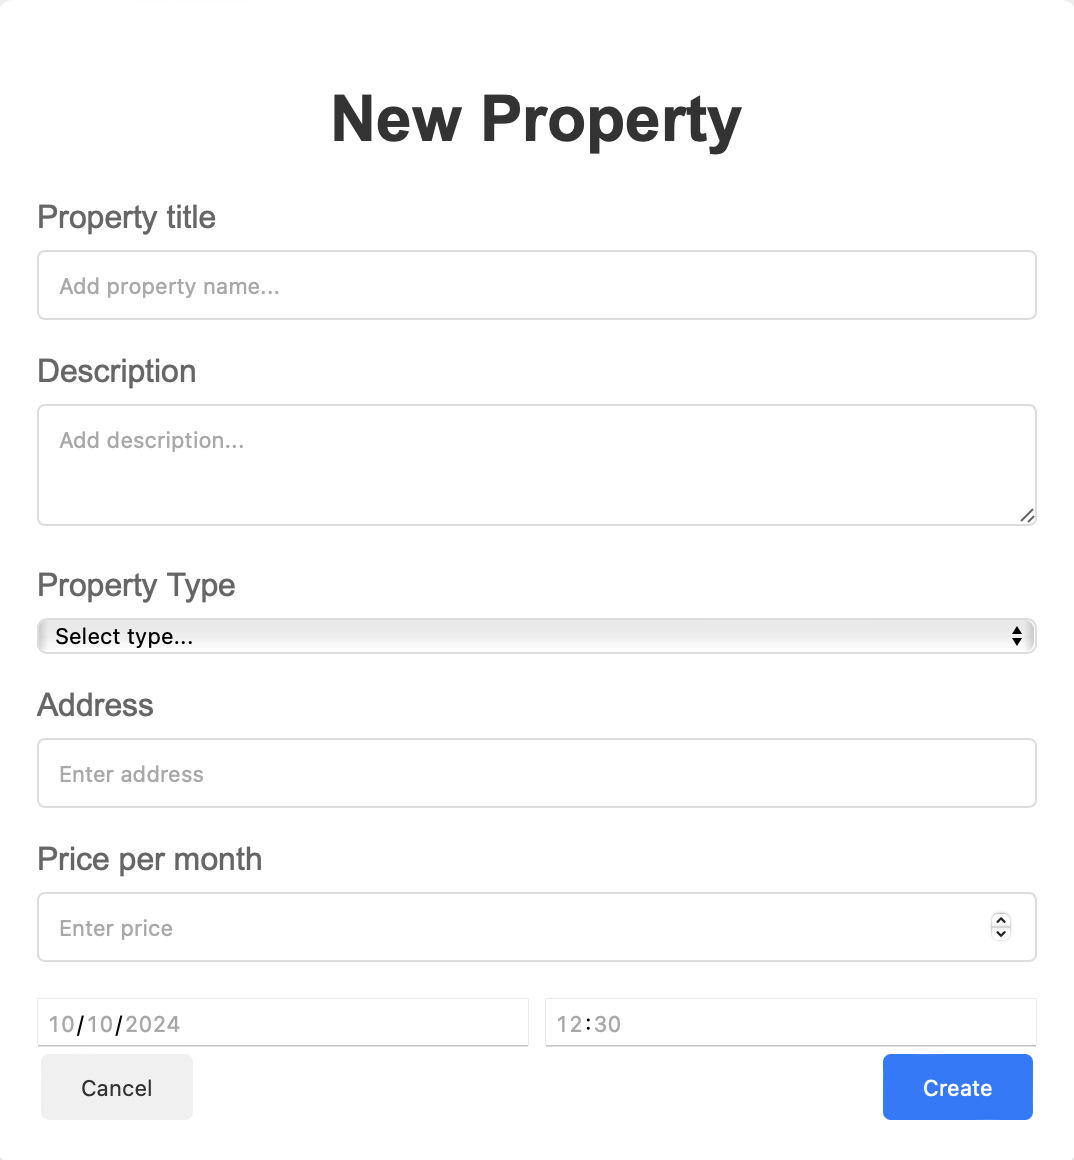 New Property
Property title
Add property name...
Description
Add description...
Property Type
Select type...
Address
Enter address
Price per month
Enter price
10/10/2024 12:30
Cancel Create